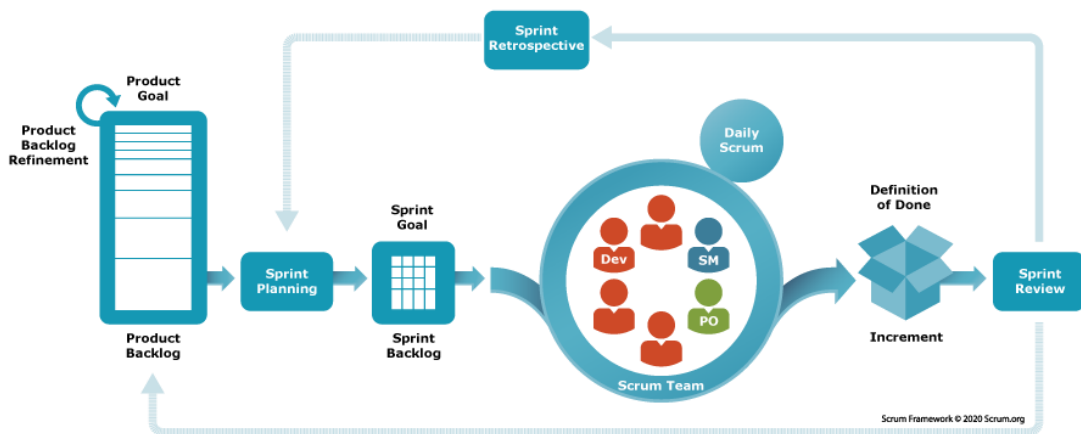 Sprint
Retrospective
Product
Goal
Product
Backlog
Refinement
Daily
Scrum
Definition
of Done
Sprint
Goal
Dev
SM
Sprint
Planning
Sprint
Review
PO
Product
Backlog
Sprint
Backlog
Increment
Scrum Team
Scrum Framework © 2020 Scrum.org